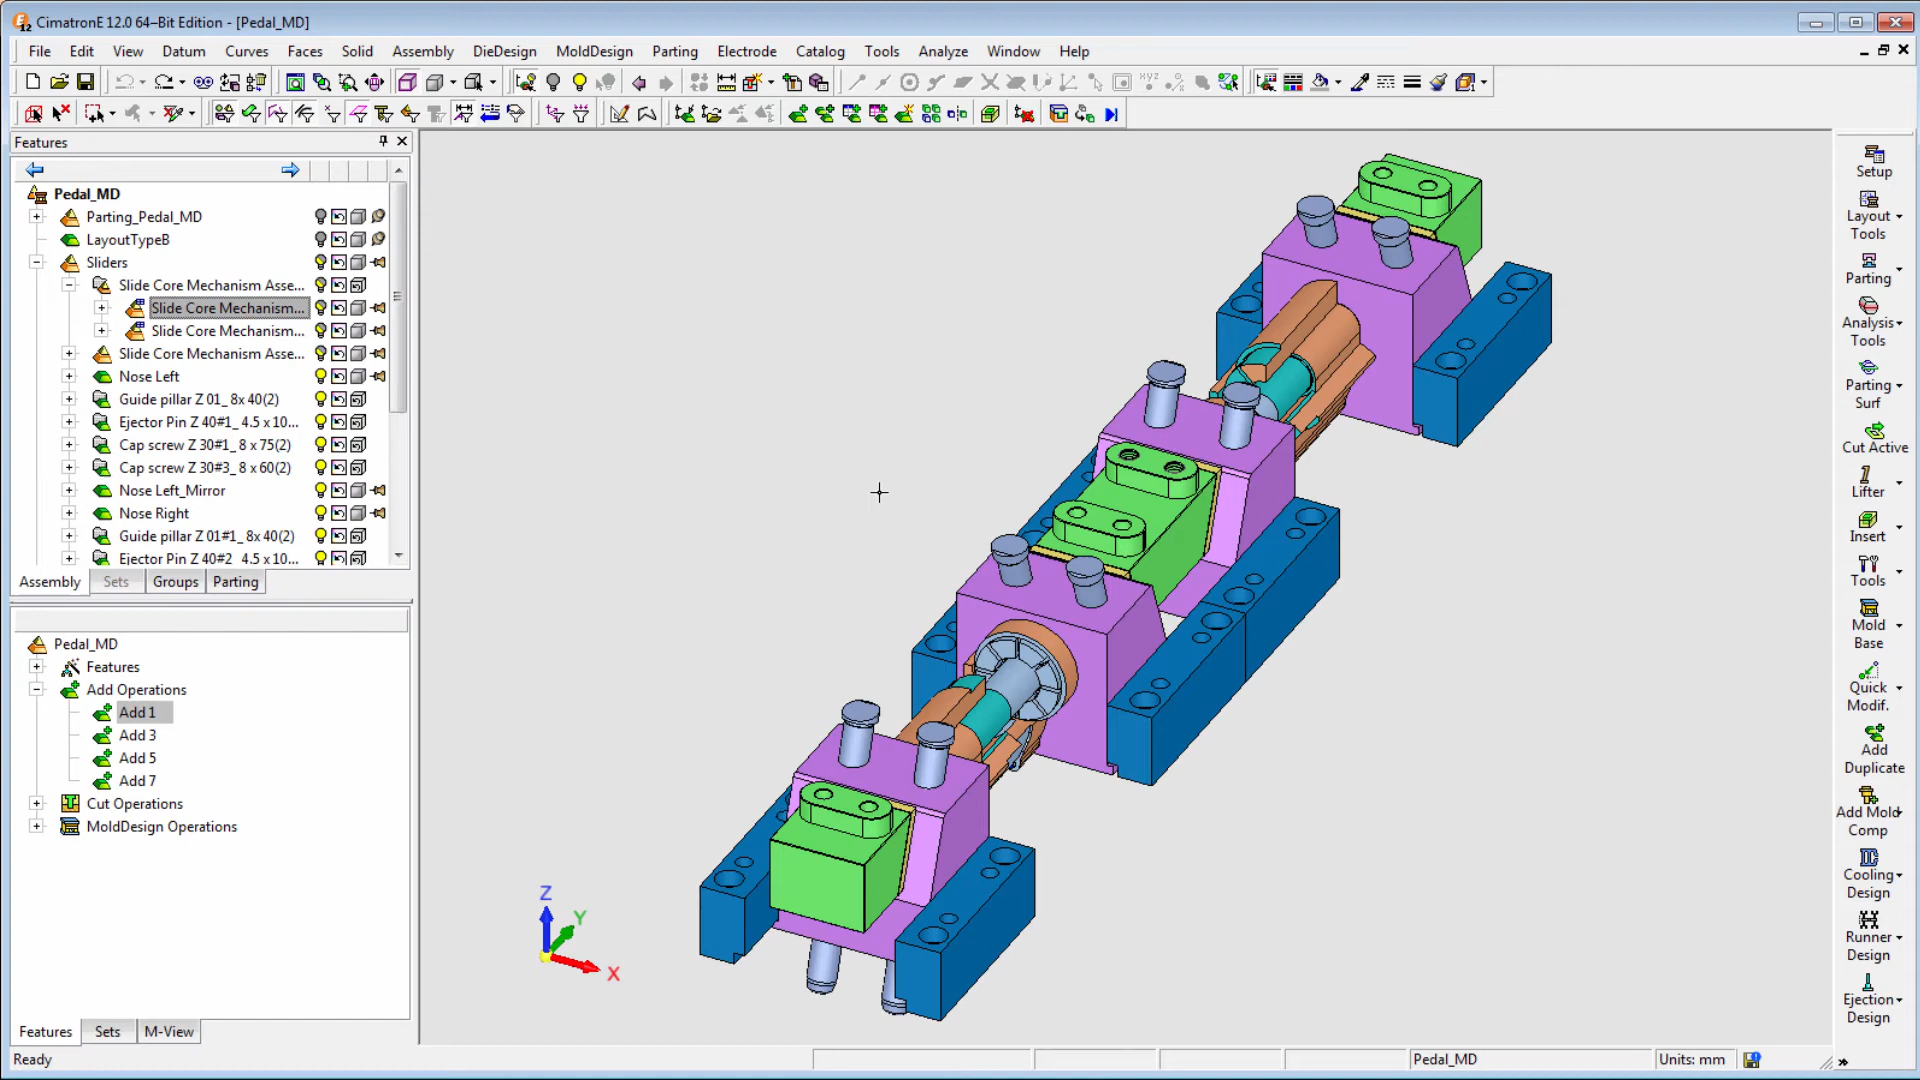 CimatronE 12.0 64–Bit Edition - [Pedal_MD]
File Edit View Datum Curves Faces Solid Assembly DieDesign MoldDesign Parting Electrode Catalog Tools Analyze Window Help
Features
Pedal_MD
Parting_Pedal_MD
LayoutTypeB
Sliders
Slide Core Mechanism Asse...
Slide Core Mechanism...
Slide Core Mechanism...
Slide Core Mechanism Asse...
Nose Left
Guide pillar Z 01_ 8x 40(2)
Ejector Pin Z 40#1_ 4.5 x 10...
Cap screw Z 30#1_ 8 x 75(2)
Cap screw Z 30#3_ 8 x 60(2)
Nose Left_Mirror
Nose Right
Guide pillar Z 01#1_ 8x 40(2)
Ejector Pin Z 40#2_ 4.5 x 10...
Assembly Sets Groups Parting
Pedal_MD
Features
Add Operations
Add 1
Add 3
Add 5
Add 7
Cut Operations
MoldDesign Operations
Features Sets M-View
Z
Y
X
Setup
Layout
Tools
Parting
Analysis
Tools
Parting
Surf
Cut Active
Lifter
Insert
Tools
Mold
Base
Quick
Modif.
Add
Duplicate
Add Mold
Comp
Cooling
Design
Runner
Design
Ejection
Design
Ready
Pedal_MD
Units: mm